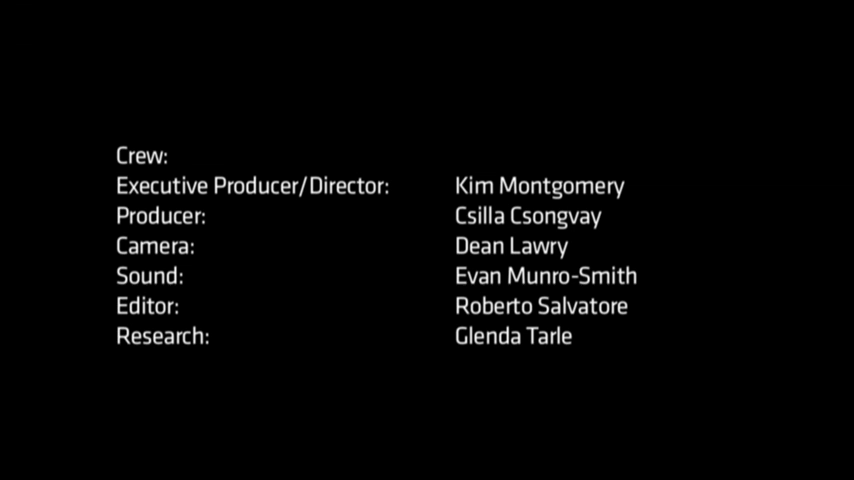 Crew:
Executive Producer/Director: Kim Montgomery
Producer: Csilla Csongvay
Camera: Dean Lawry
Sound: Evan Munro-Smith
Editor: Roberto Salvatore
Research: Glenda Tarle